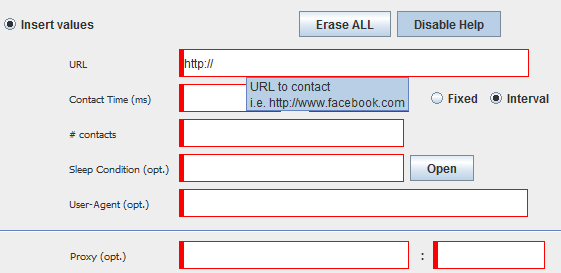 Insert values
Erase ALL
Disable Help
URL
http://
URL to contact
i.e. http://www.facebook.com
Contact Time (ms)
Fixed
Interval
# contacts
Sleep Condition (opt.)
Open
User-Agent (opt.)
Proxy (opt.)
: